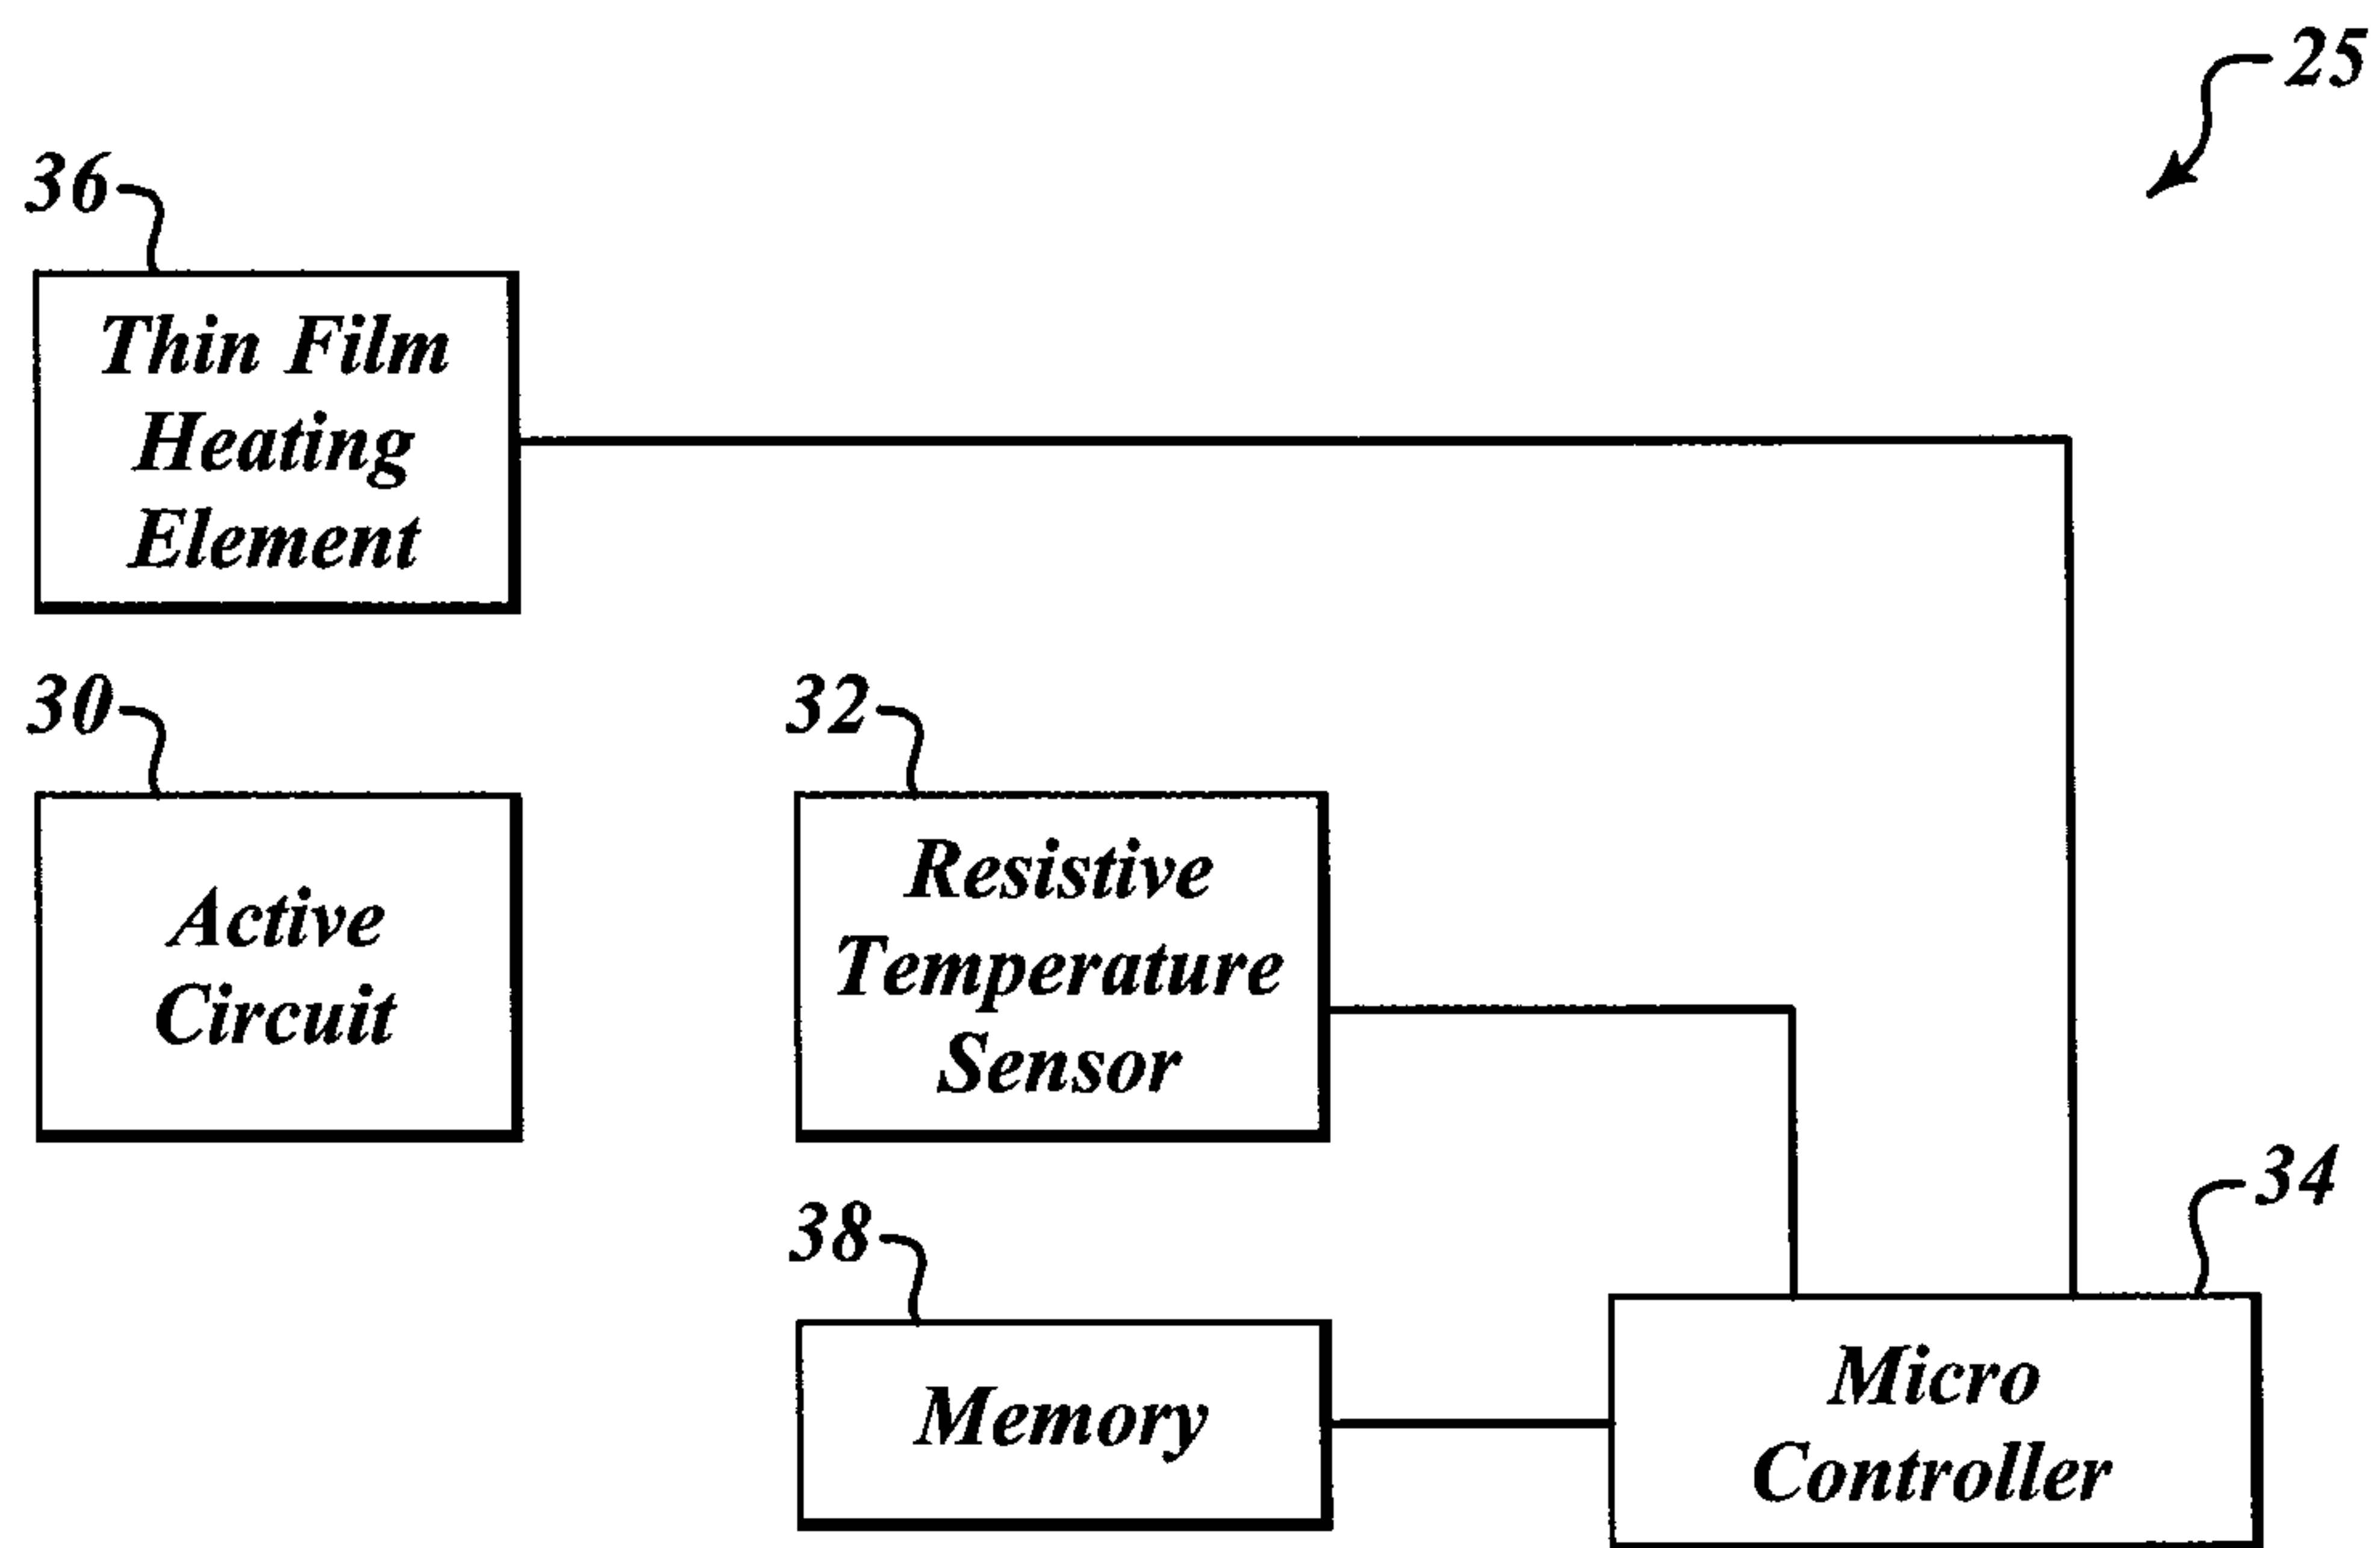 25
36
Thin Film
Heating
Element
30
Active
Circuit
32
Resistive
Temperature
Sensor
38
Memory
34
Micro
Controller